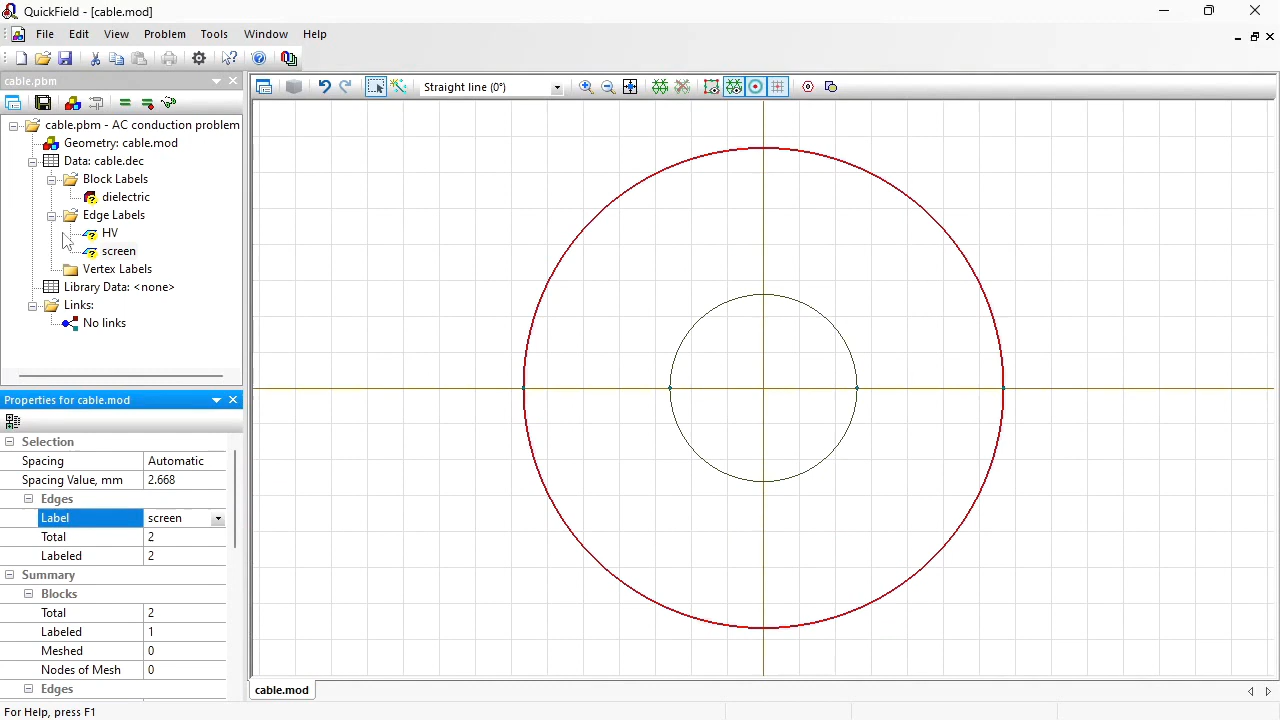 QuickField - [cable.mod]
File Edit View Problem Tools Window Help
cable.pbm
Straight line (0°)
cable.pbm - AC conduction problem
Geometry: cable.mod
Data: cable.dec
Block Labels
dielectric
Edge Labels
HV
screen
Vertex Labels
Library Data: <none>
Links:
No links
Properties for cable.mod
Selection
Spacing Automatic
Spacing Value, mm 2.668
Edges
Label screen
Total 2
Labeled 2
Summary
Blocks
Total 2
Labeled 1
Meshed 0
Nodes of Mesh 0
Edges
cable.mod
For Help, press F1